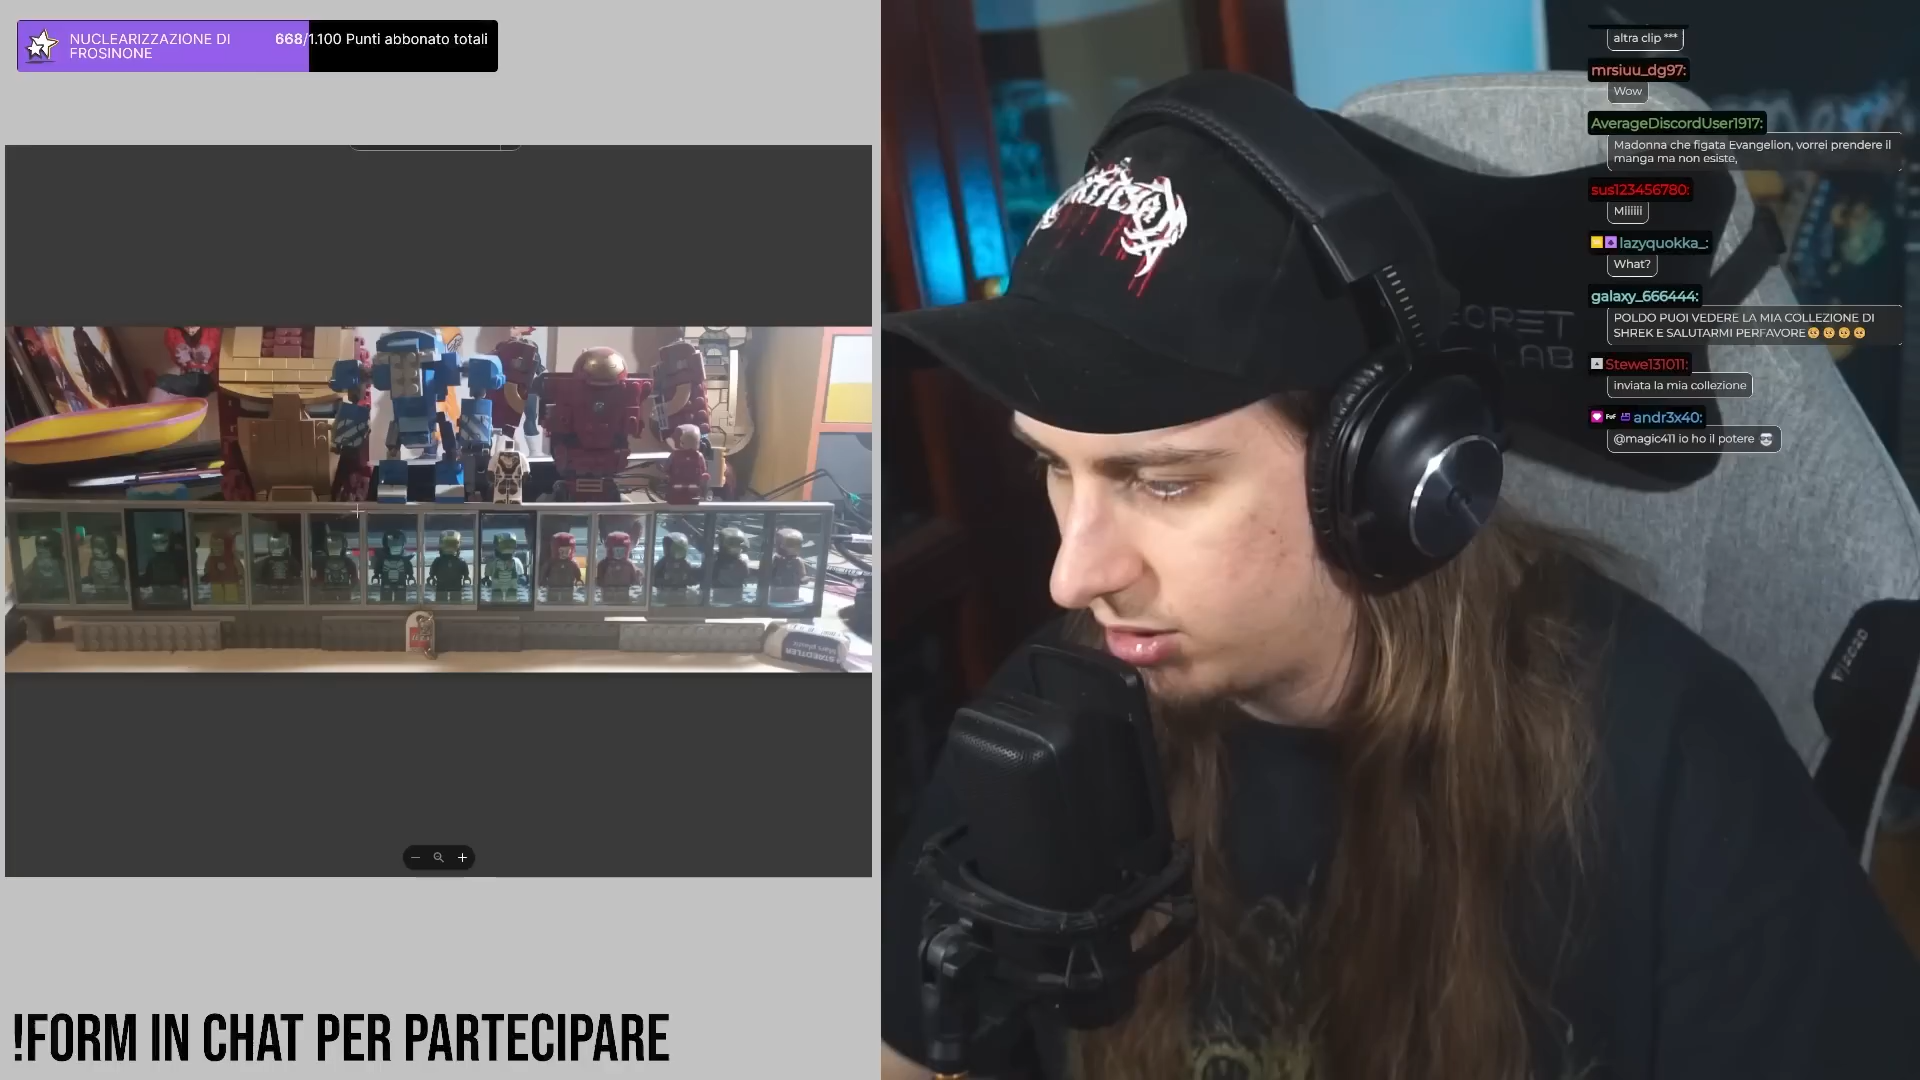 NUCLEARIZZAZIONE DI
FROSINONE
668/1.100 Punti abbonato totali
altra clip ***
mrsiuu_dg97:
Wow
AverageDiscordUser1917:
Madonna che figata Evangelion, vorrei prendere il
manga ma non esiste,
sus123456780:
Miiiiii
lazyquokka_:
What?
galaxy_666444:
POLDO PUOI VEDERE LA MIA COLLEZIONE DI
SHREK E SALUTARMI PERFAVORE
Stewe131011:
inviata la mia collezione
andr3x40:
@magic411 io ho il potere
STAEDTLER
!FORM IN CHAT PER PARTECIPARE